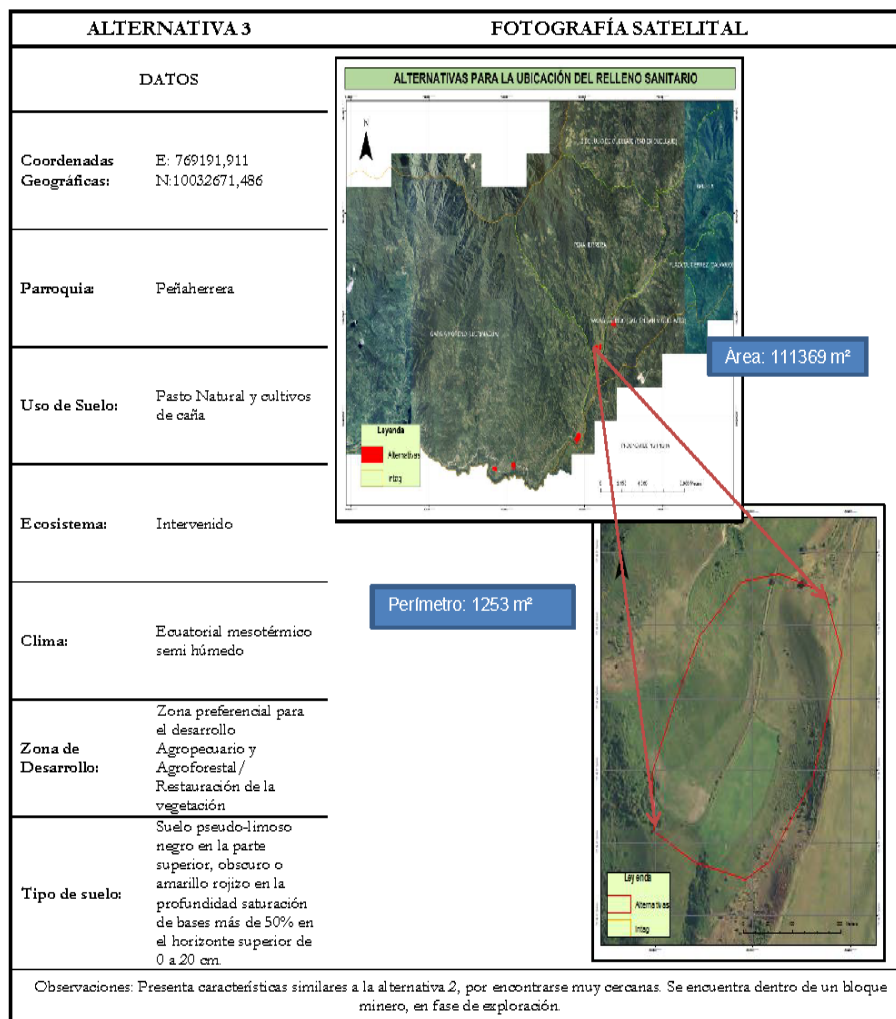 ALTERNATIVA 3
FOTOGRAFÍA SATELITAL
DATOS
Coordenadas
Geográficas:
E: 769191,911
N:10032671,486
Parroquia:
Peñaherrera
Uso de Suelo:
Pasto Natural y cultivos
de caña
Ecosistema:
Intervenido
Clima:
Ecuatorial mesotérmico
semi húmedo
Zona de
Desarrollo:
Zona preferencial para
el desarrollo
Agropecuario y
Agroforestal/
Restauración de la
vegetación
Tipo de suelo:
Suelo pseudo-limoso
negro en la parte
superior, obscuro o
amarillo rojizo en la
profundidad saturación
de bases más de 50% en
el horizonte superior de
0 a 20 cm.
ALTERNATIVAS PARA LA UBICACIÓN DEL RELLENO SANITARIO
N
Leyenda
Alternativas
Intag
Área: 111369 m²
Perímetro: 1253 m²
Leyenda
Alternativas
Intag
Observaciones: Presenta características similares a la alternativa 2, por encontrarse muy cercanas. Se encuentra dentro de un bloque
minero, en fase de exploración.